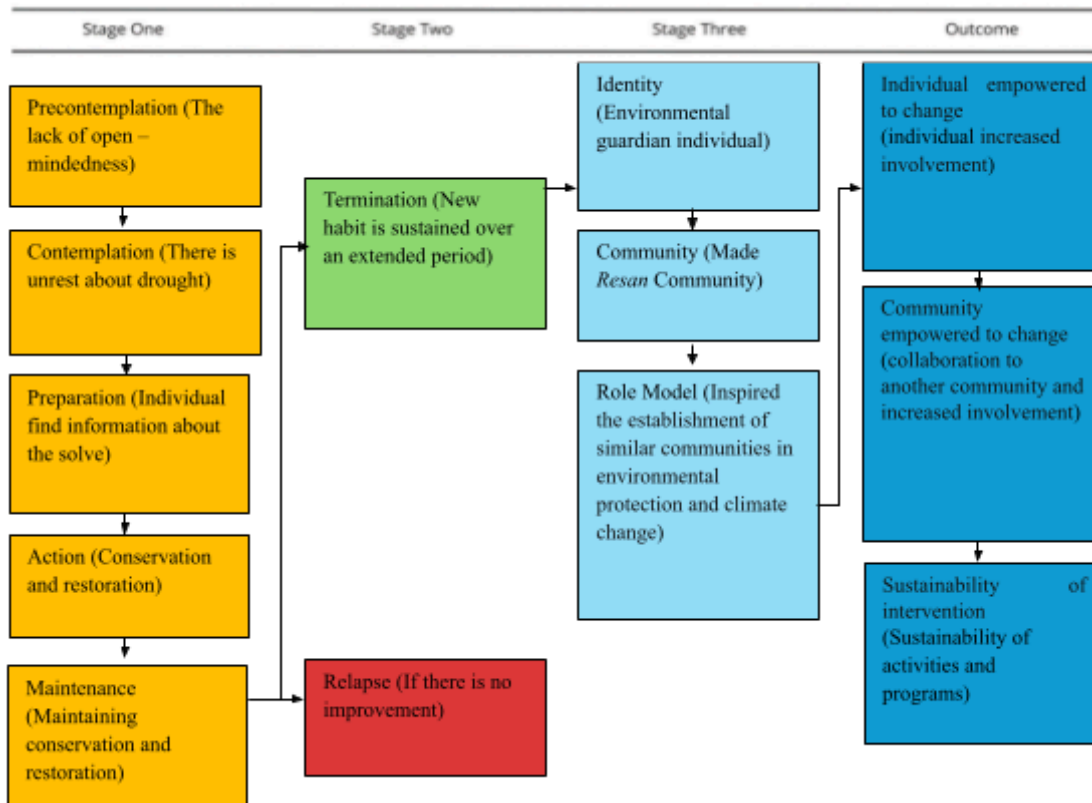 Stage One
Stage Two
Stage Three
Outcome
Precontemplation (The
lack of open –
mindedness)
Contemplation (There is
unrest about drought)
Preparation (Individual
find information about
the solve)
Action (Conservation
and restoration)
Maintenance
(Maintaining
conservation and
restoration)
Termination (New
habit is sustained over
an extended period)
Relapse (If there is no
improvement)
Identity
(Environmental
guardian individual)
Community (Made
Resan Community)
Role Model (Inspired
the establishment of
similar communities in
environmental
protection and climate
change)
Individual empowered
to change
(individual increased
involvement)
Community
empowered to change
(collaboration to
another community and
increased involvement)
Sustainability of
intervention
(Sustainability of
activities and
programs)